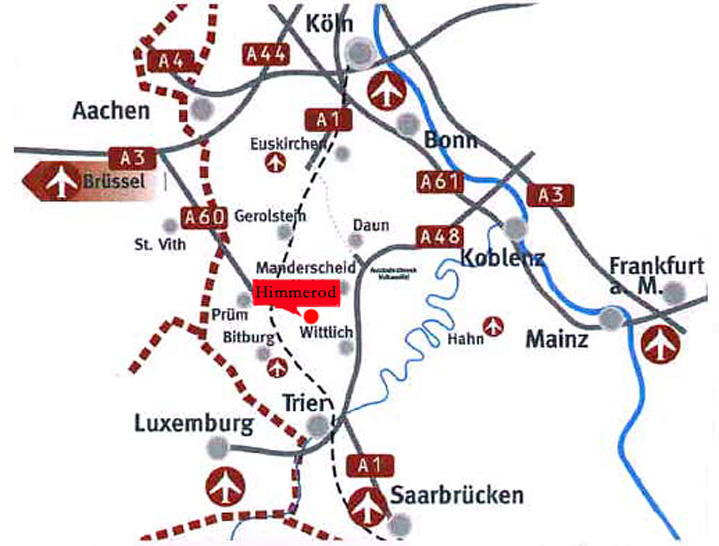 Köln
A4
A44
Aachen
A1
Bonn
Euskirchen
A3
Brüssel
A61
A3
A60
Gerolstein
Daun
St. Vith
A48
Koblenz
Manderscheid
Frankfurt
a. M.
Himmerod
Prüm
Wittlich
Hahn
Mainz
Bitburg
Trier
Luxemburg
A1
Saarbrücken